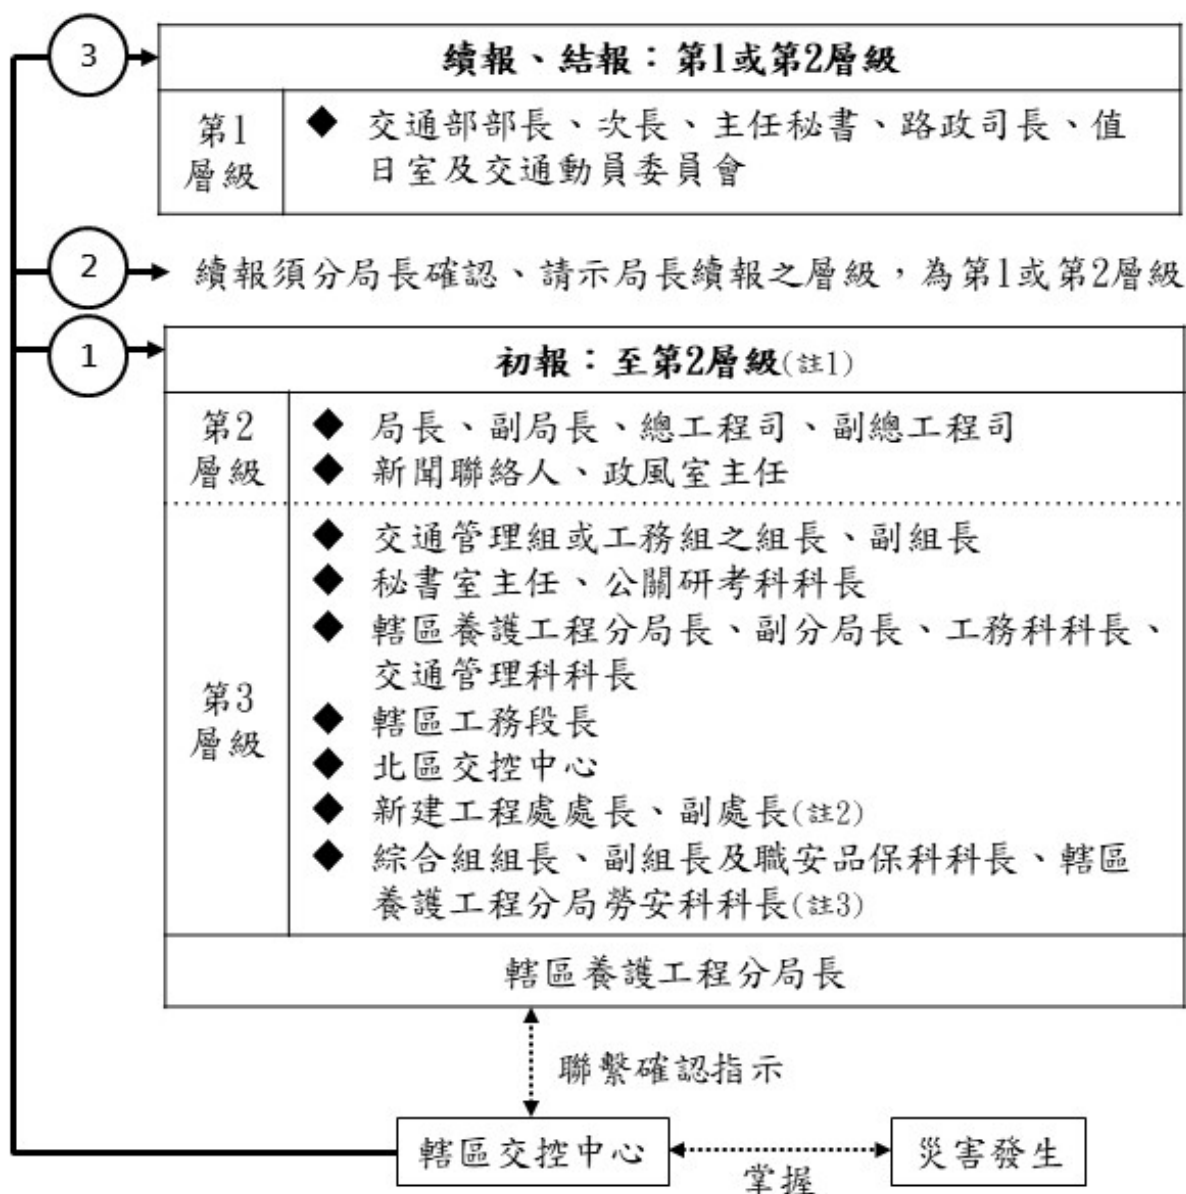 3
續報、結報：第1或第2層級
第1
層級
◆ 交通部部長、次長、主任秘書、路政司長、值
日室及交通動員委員會
2
續報須分局長確認、請示局長續報之層級，為第1或第2層級
1
初報：至第2層級(註1)
第2
層級
◆ 局長、副局長、總工程司、副總工程司
◆ 新聞聯絡人、政風室主任
第3
層級
◆ 交通管理組或工務組之組長、副組長
◆ 秘書室主任、公關研考科科長
◆ 轄區養護工程分局長、副分局長、工務科科長、
交通管理科科長
◆ 轄區工務段長
◆ 北區交控中心
◆ 新建工程處處長、副處長(註2)
◆ 綜合組組長、副組長及職安品保科科長、轄區
養護工程分局勞安科科長(註3)
轄區養護工程分局長
聯繫確認指示
轄區交控中心
掌握
災害發生